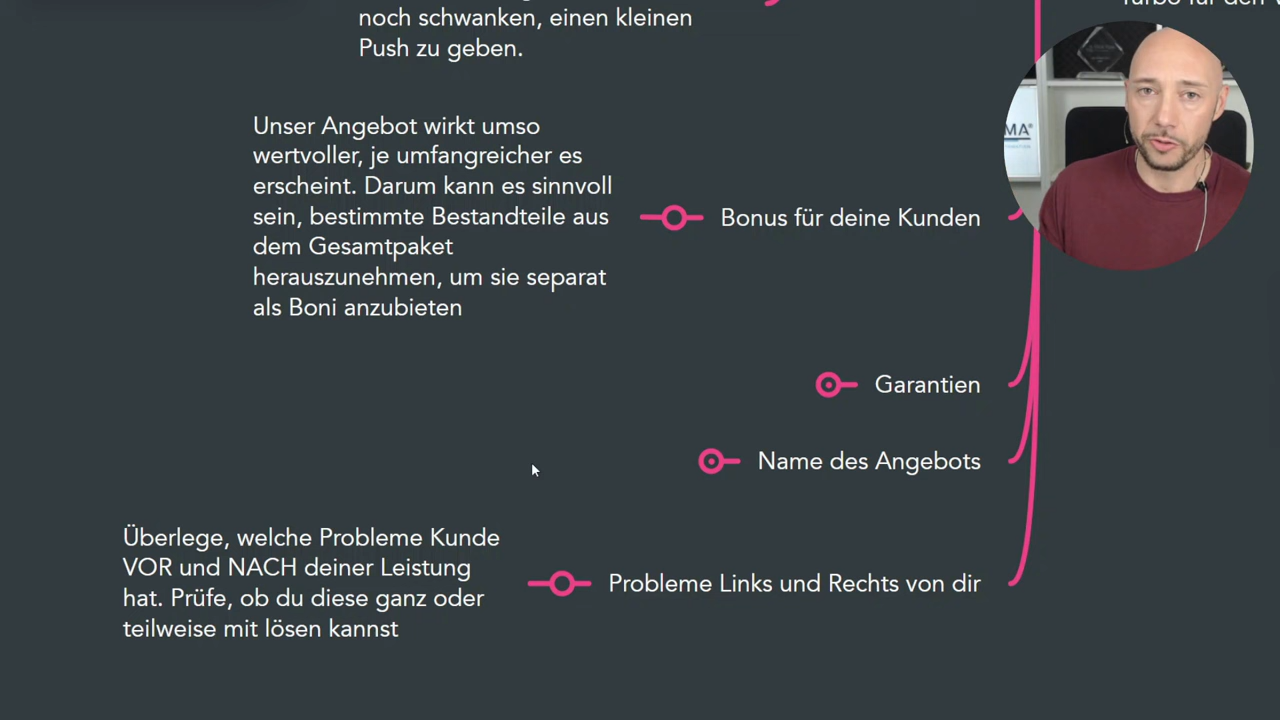 noch schwanken, einen kleinen
Push zu geben.
Unser Angebot wirkt umso
wertvoller, je umfangreicher es
erscheint. Darum kann es sinnvoll
sein, bestimmte Bestandteile aus
dem Gesamtpaket
herauszunehmen, um sie separat
als Boni anzubieten
Bonus für deine Kunden
Garantien
Name des Angebots
Überlege, welche Probleme Kunde
VOR und NACH deiner Leistung
hat. Prüfe, ob du diese ganz oder
teilweise mit lösen kannst
Probleme Links und Rechts von dir